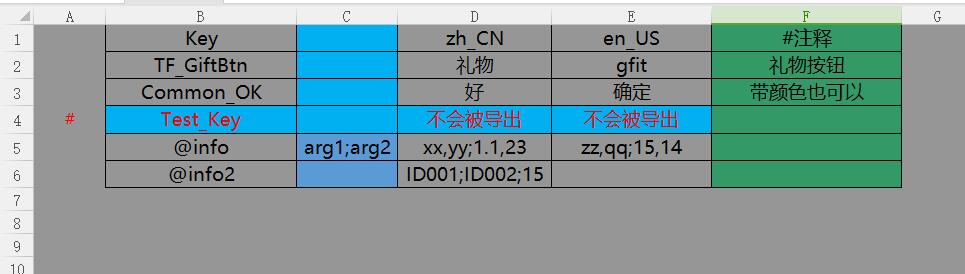 A B C D E F G
1 Key zh_CN en_US #注释
2 TF_GiftBtn 礼物 gfit 礼物按钮
3 Common_OK 好 确定 带颜色也可以
4 # Test_Key 不会被导出 不会被导出
5 @info arg1;arg2 xx,yy;1.1,23 zz,qq;15,14
6 @info2 ID001;ID002;15
7
8
9
10